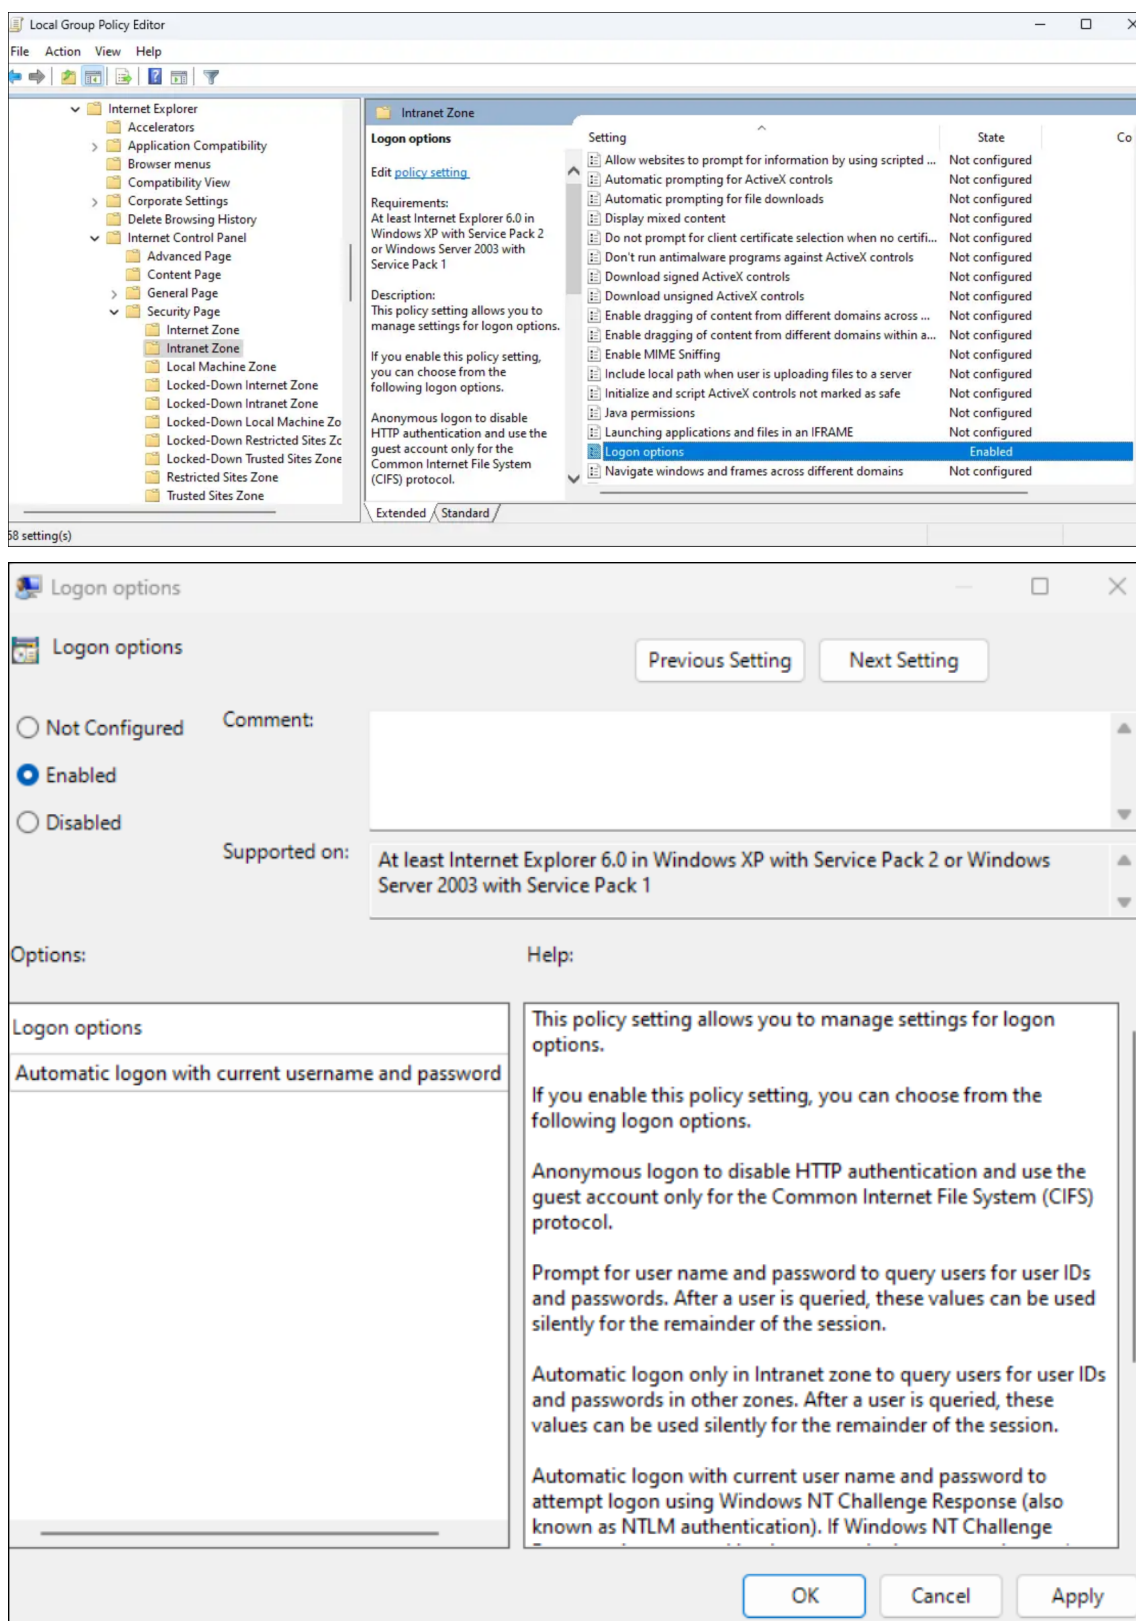 Local Group Policy Editor
File Action View Help
Internet Explorer
Accelerators
Application Compatibility
Browser menus
Compatibility View
Corporate Settings
Delete Browsing History
Internet Control Panel
Advanced Page
Content Page
General Page
Security Page
Internet Zone
Intranet Zone
Local Machine Zone
Locked-Down Internet Zone
Locked-Down Intranet Zone
Locked-Down Local Machine Zo
Locked-Down Restricted Sites Zc
Locked-Down Trusted Sites Zone
Restricted Sites Zone
Trusted Sites Zone
Intranet Zone
Logon options
Edit policy setting
Requirements:
At least Internet Explorer 6.0 in
Windows XP with Service Pack 2
or Windows Server 2003 with
Service Pack 1
Description:
This policy setting allows you to
manage settings for logon options.
If you enable this policy setting,
you can choose from the
following logon options.
Anonymous logon to disable
HTTP authentication and use the
guest account only for the
Common Internet File System
(CIFS) protocol.
Setting State Co
Allow websites to prompt for information by using scripted ... Not configured
Automatic prompting for ActiveX controls Not configured
Automatic prompting for file downloads Not configured
Display mixed content Not configured
Do not prompt for client certificate selection when no certifi... Not configured
Don't run antimalware programs against ActiveX controls Not configured
Download signed ActiveX controls Not configured
Download unsigned ActiveX controls Not configured
Enable dragging of content from different domains across ... Not configured
Enable dragging of content from different domains within a... Not configured
Enable MIME Sniffing Not configured
Include local path when user is uploading files to a server Not configured
Initialize and script ActiveX controls not marked as safe Not configured
Java permissions Not configured
Launching applications and files in an IFRAME Not configured
Logon options Enabled
Navigate windows and frames across different domains Not configured
Extended Standard
58 setting(s)
Logon options
Logon options
Previous Setting Next Setting
Not Configured
Enabled
Disabled
Comment:
Supported on:
At least Internet Explorer 6.0 in Windows XP with Service Pack 2 or Windows
Server 2003 with Service Pack 1
Options:
Help:
Logon options
Automatic logon with current username and password
This policy setting allows you to manage settings for logon
options.
If you enable this policy setting, you can choose from the
following logon options.
Anonymous logon to disable HTTP authentication and use the
guest account only for the Common Internet File System (CIFS)
protocol.
Prompt for user name and password to query users for user IDs
and passwords. After a user is queried, these values can be used
silently for the remainder of the session.
Automatic logon only in Intranet zone to query users for user IDs
and passwords in other zones. After a user is queried, these
values can be used silently for the remainder of the session.
Automatic logon with current user name and password to
attempt logon using Windows NT Challenge Response (also
known as NTLM authentication). If Windows NT Challenge
OK Cancel Apply